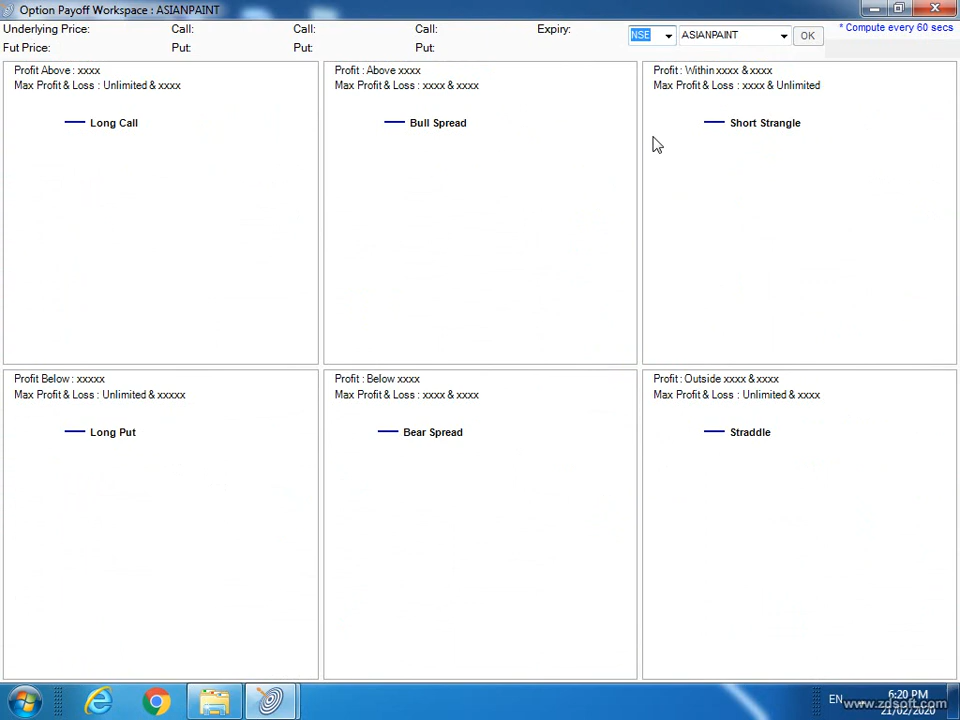 Option Payoff Workspace : ASIANPAINT
Underlying Price: Call: Call: Call: Expiry: NSE ASIANPAINT OK * Compute every 60 secs
Fut Price: Put: Put: Put:
Profit Above : xxxx
Max Profit & Loss : Unlimited & xxxx
Long Call
Profit : Above xxxx
Max Profit & Loss : xxxx & xxxx
Bull Spread
Profit : Within xxxx & xxxx
Max Profit & Loss : xxxx & Unlimited
Short Strangle
Profit Below : xxxxx
Max Profit & Loss : Unlimited & xxxxx
Long Put
Profit : Below xxxx
Max Profit & Loss : xxxx & xxxx
Bear Spread
Profit : Outside xxxx & xxxx
Max Profit & Loss : Unlimited & xxxx
Straddle
EN
6:20 PM
21/02/2020
www.zdsoft.com